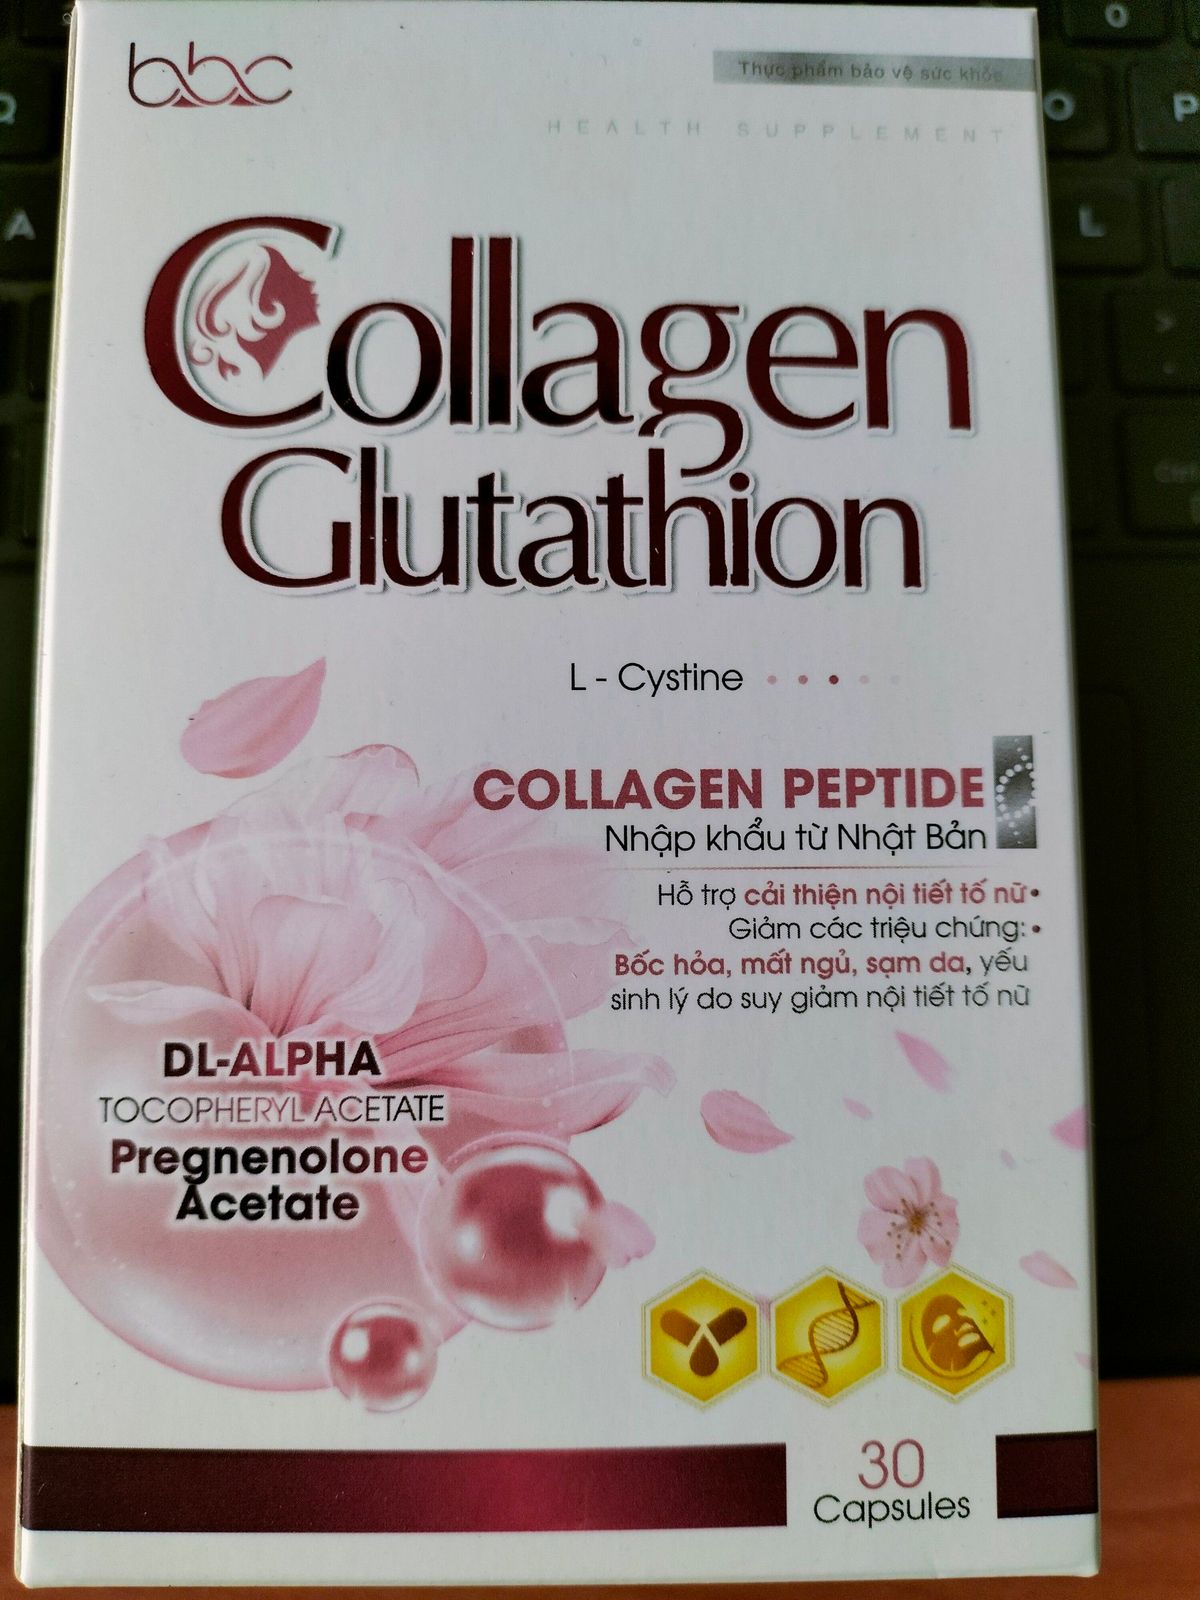 bbc
Thực phẩm bảo vệ sức khỏe
HEALTH SUPPLEMENT
Collagen
Glutathion
L - Cystine
COLLAGEN PEPTIDE
Nhập khẩu từ Nhật Bản
Hỗ trợ cải thiện nội tiết tố nữ•
Giảm các triệu chứng:•
Bốc hỏa, mất ngủ, sạm da, yếu
sinh lý do suy giảm nội tiết tố nữ
DL-ALPHA
TOCOPHERYL ACETATE
Pregnenolone
Acetate
30
Capsules
O
P
A
L